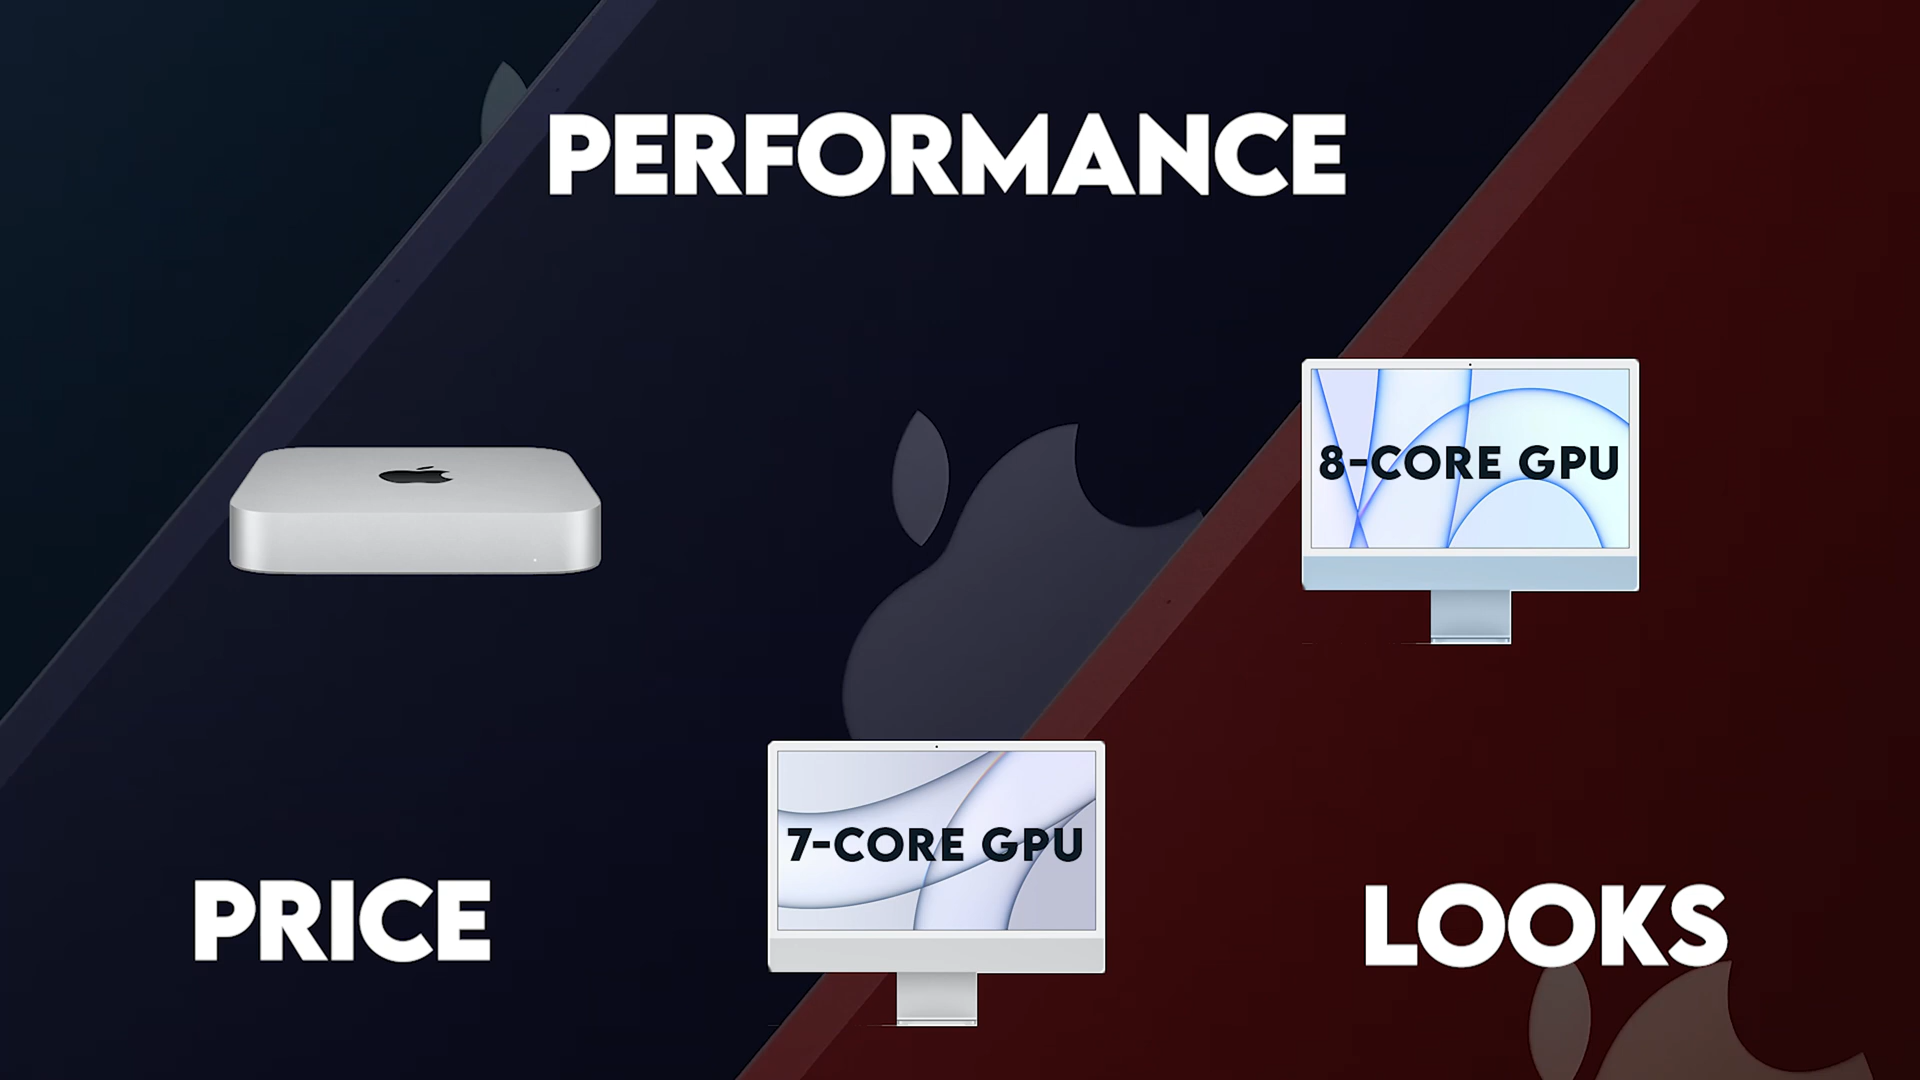 PERFORMANCE
8-CORE GPU
7-CORE GPU
PRICE
LOOKS